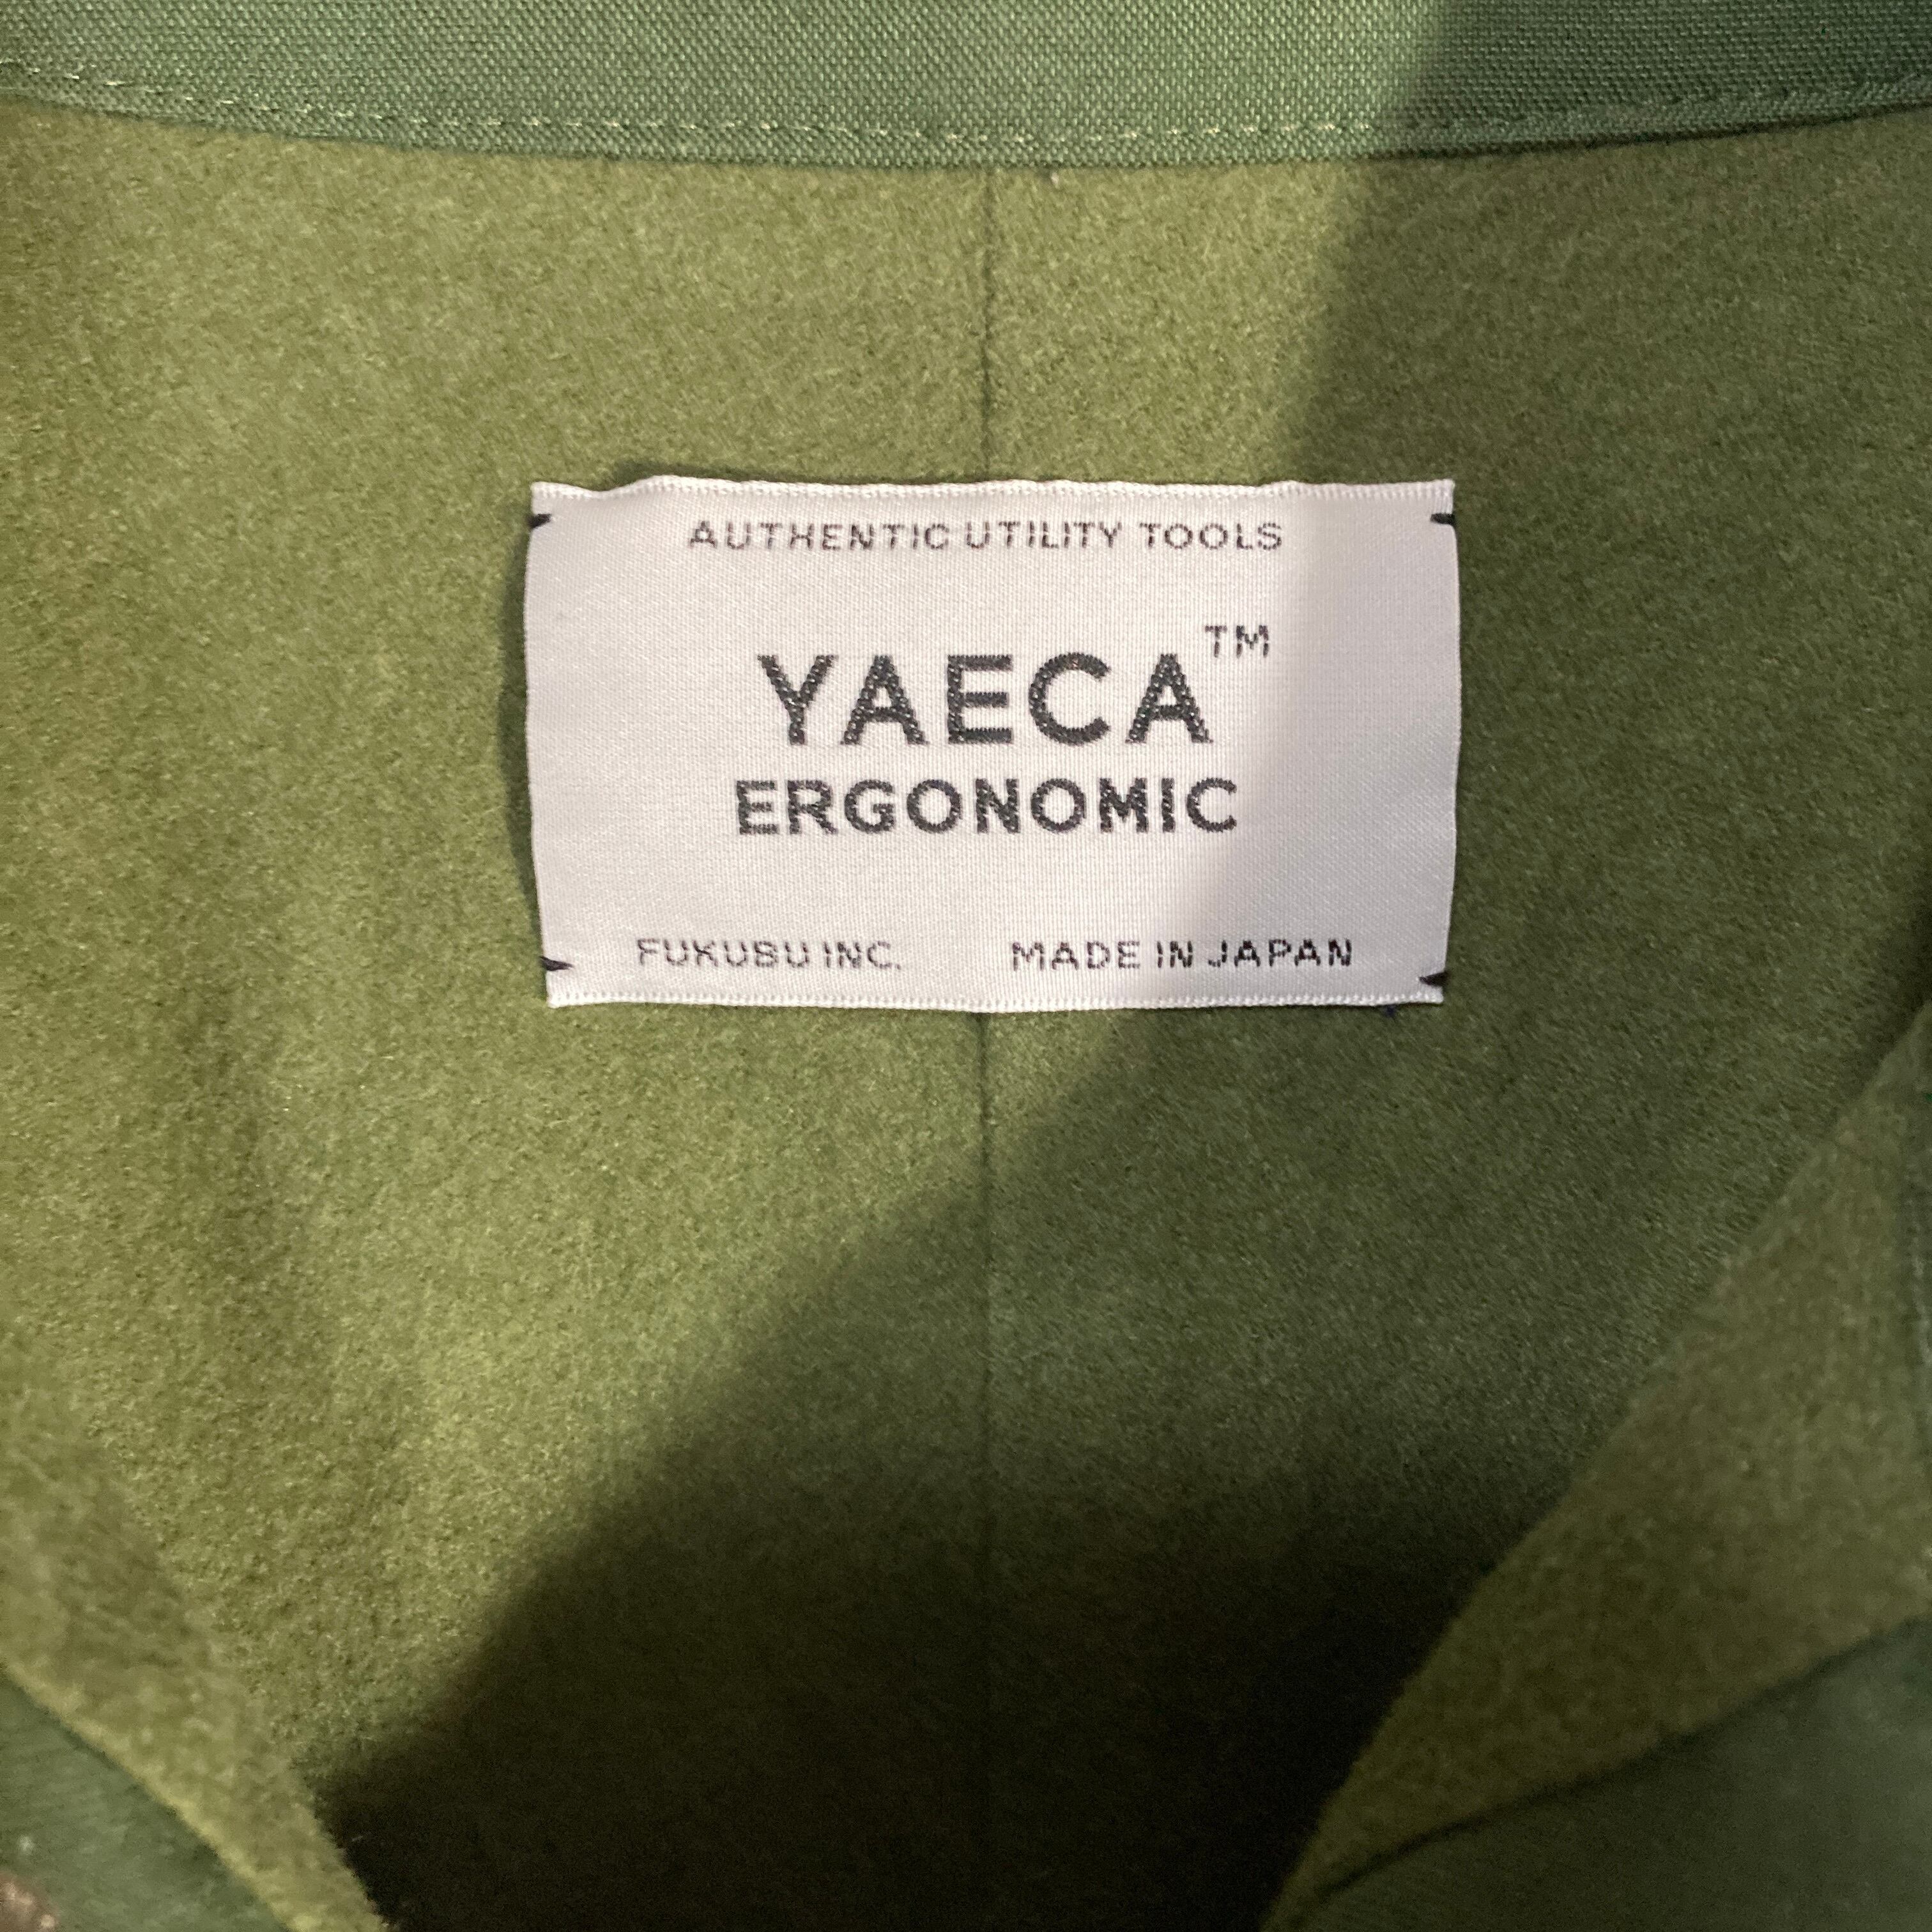 AUTHENTIC UTILITY TOOLS
YAECA™
ERGONOMIC
FUKUBU INC. MADE IN JAPAN